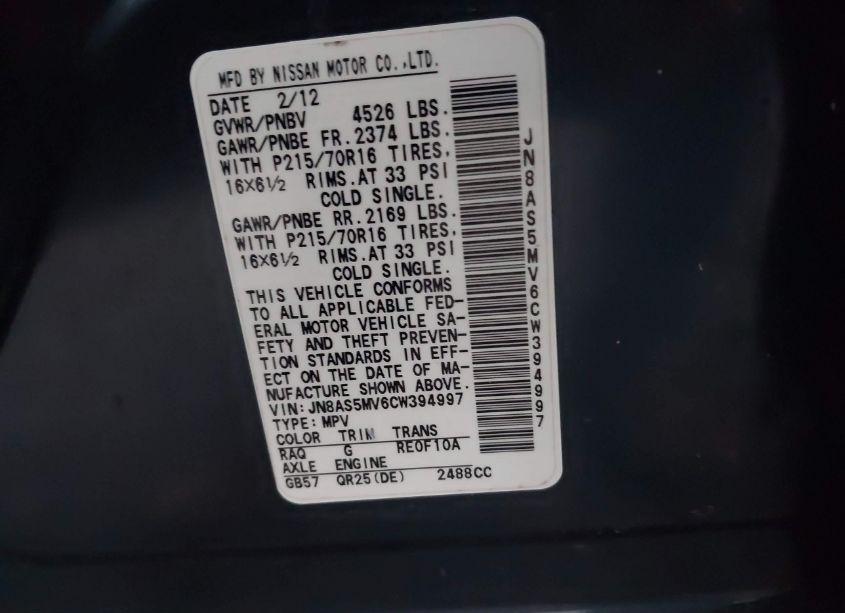 MFD BY NISSAN MOTOR CO.,LTD.
DATE 2/12
GVWR/PNBV 4526 LBS.
GAWR/PNBE FR.2374 LBS.
WITH P215/70R16 TIRES,
16X6½ RIMS.AT 33 PSI
COLD SINGLE.
GAWR/PNBE RR.2169 LBS.
WITH P215/70R16 TIRES,
16X6½ RIMS.AT 33 PSI
COLD SINGLE.
THIS VEHICLE CONFORMS
TO ALL APPLICABLE FED-
ERAL MOTOR VEHICLE SA-
FETY AND THEFT PREVEN-
TION STANDARDS IN EFF-
ECT ON THE DATE OF MA-
NUFACTURE SHOWN ABOVE.
VIN:JN8AS5MV6CW394997
TYPE:MPV
COLOR TRIM TRANS
RAQ G RE0F10A
AXLE ENGINE
GB57 QR25(DE) 2488CC
JN8AS5MV6CW394997